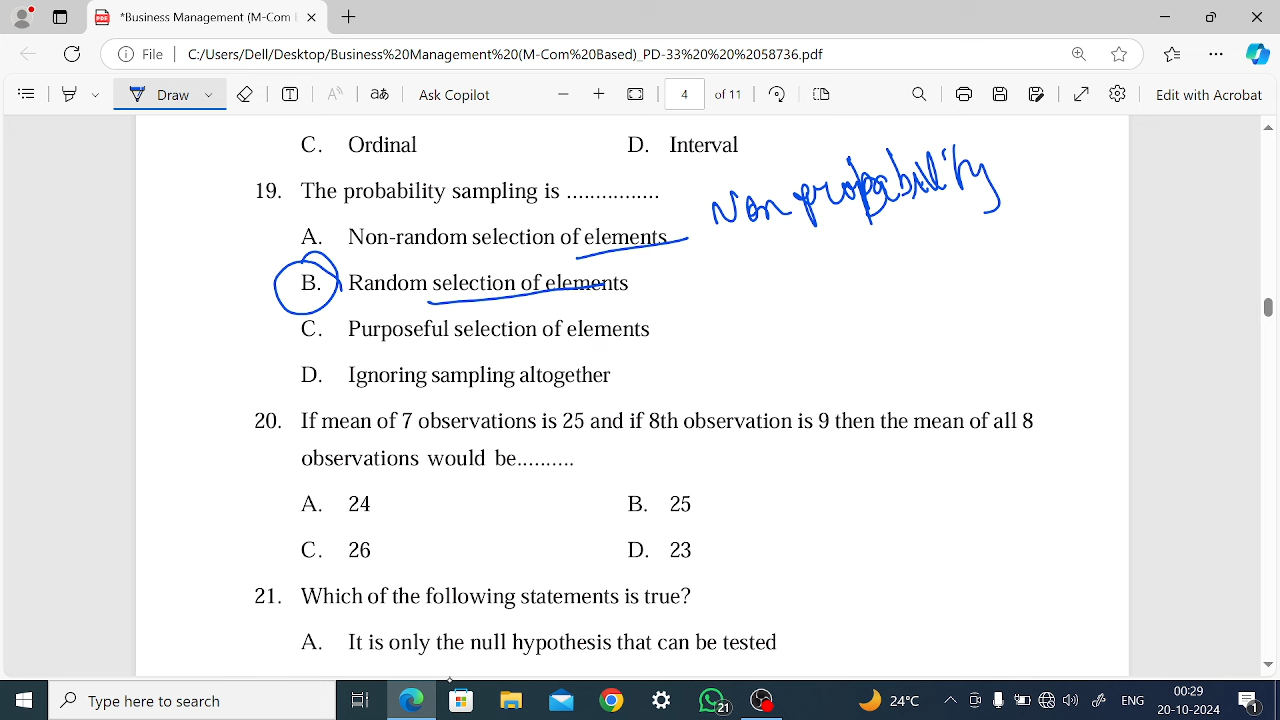 *Business Management (M-Com
File C:/Users/Dell/Desktop/Business%20Management%20(M-Com%20Based)_PD-33%20%20%2058736.pdf
Draw Ask Copilot 4 of 11 Edit with Acrobat
C. Ordinal D. Interval
19. The probability sampling is ................
Non probability
A. Non-random selection of elements
B. Random selection of elements
C. Purposeful selection of elements
D. Ignoring sampling altogether
20. If mean of 7 observations is 25 and if 8th observation is 9 then the mean of all 8
observations would be..........
A. 24 B. 25
C. 26 D. 23
21. Which of the following statements is true?
A. It is only the null hypothesis that can be tested
Type here to search 21 24°C ENG 00:29
20-10-2024 1